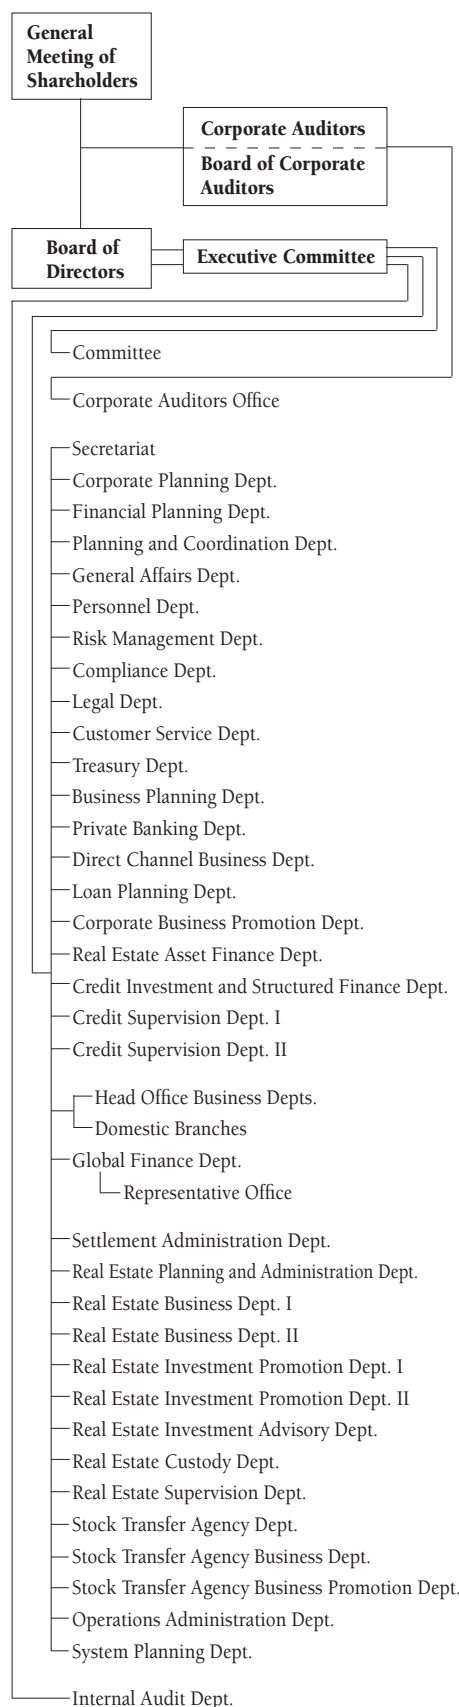 General
Meeting of
Shareholders
Corporate Auditors
Board of Corporate
Auditors
Board of
Directors
Executive Committee
Committee
Corporate Auditors Office
Secretariat
Corporate Planning Dept.
Financial Planning Dept.
Planning and Coordination Dept.
General Affairs Dept.
Personnel Dept.
Risk Management Dept.
Compliance Dept.
Legal Dept.
Customer Service Dept.
Treasury Dept.
Business Planning Dept.
Private Banking Dept.
Direct Channel Business Dept.
Loan Planning Dept.
Corporate Business Promotion Dept.
Real Estate Asset Finance Dept.
Credit Investment and Structured Finance Dept.
Credit Supervision Dept. I
Credit Supervision Dept. II
Head Office Business Depts.
Domestic Branches
Global Finance Dept.
Representative Office
Settlement Administration Dept.
Real Estate Planning and Administration Dept.
Real Estate Business Dept. I
Real Estate Business Dept. II
Real Estate Investment Promotion Dept. I
Real Estate Investment Promotion Dept. II
Real Estate Investment Advisory Dept.
Real Estate Custody Dept.
Real Estate Supervision Dept.
Stock Transfer Agency Dept.
Stock Transfer Agency Business Dept.
Stock Transfer Agency Business Promotion Dept.
Operations Administration Dept.
System Planning Dept.
Internal Audit Dept.